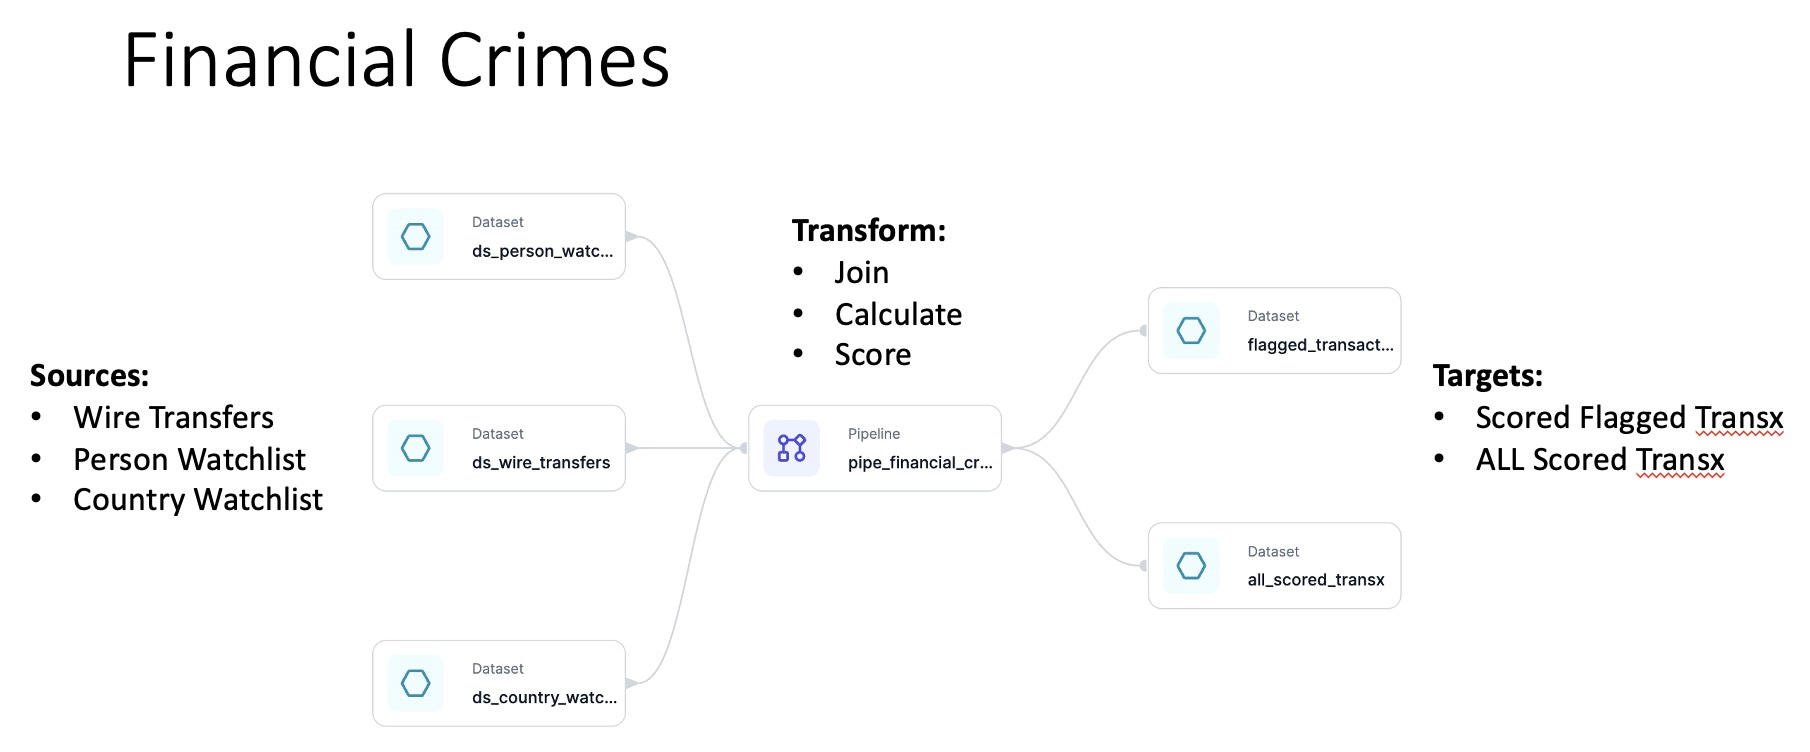 Financial Crimes
Sources:
• Wire Transfers
• Person Watchlist
• Country Watchlist
Dataset
ds_person_watc...
Dataset
ds_wire_transfers
Dataset
ds_country_watc...
Transform:
• Join
• Calculate
• Score
Pipeline
pipe_financial_cr...
Dataset
flagged_transact...
Dataset
all_scored_transx
Targets:
• Scored Flagged Transx
• ALL Scored Transx